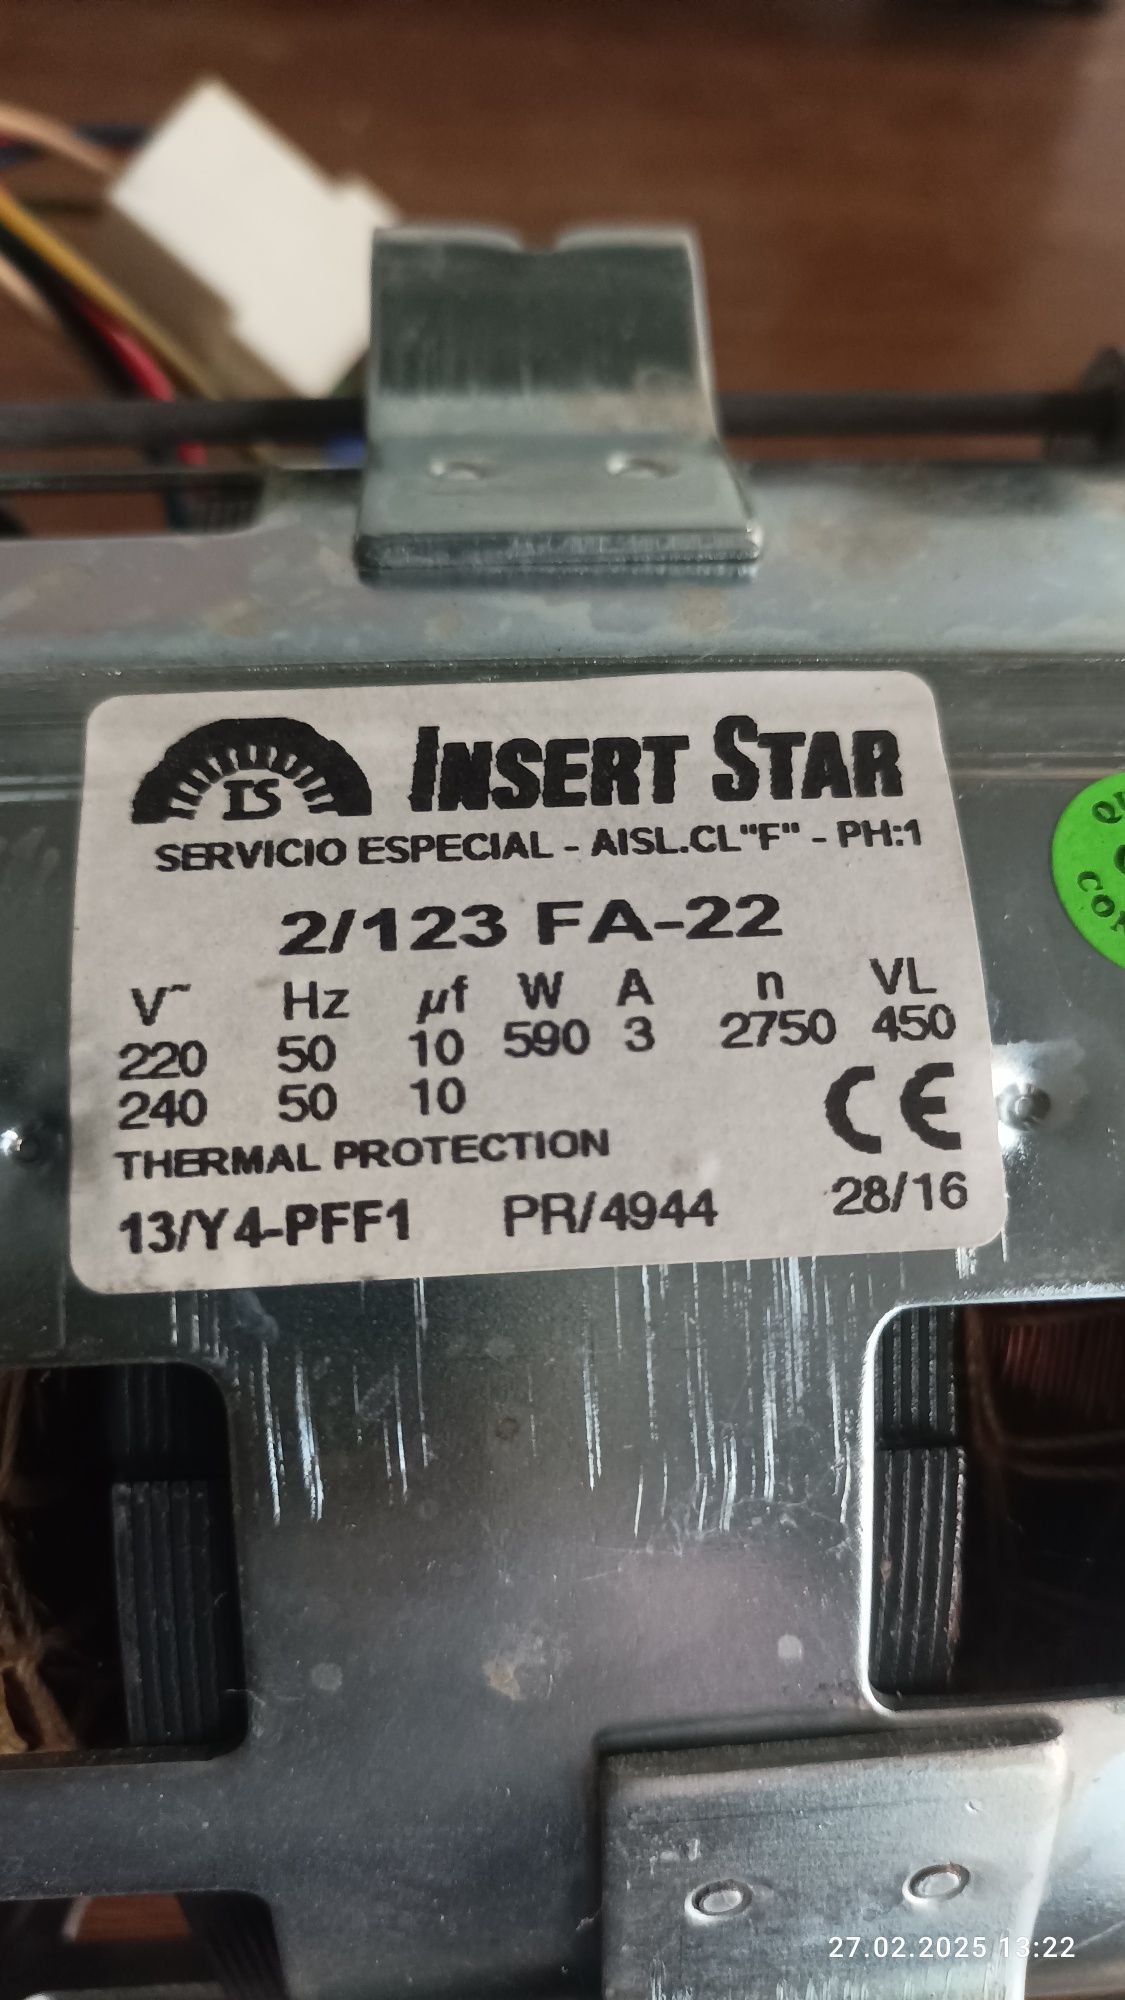 IS INSERT STAR
SERVICIO ESPECIAL - AISL.CL"F" - PH:1
2/123 FA-22
V~ Hz µf W A n VL
220 50 10 590 3 2750 450
240 50 10
CE
THERMAL PROTECTION
13/Y4-PFF1 PR/4944 28/16
27.02.2025 13:22